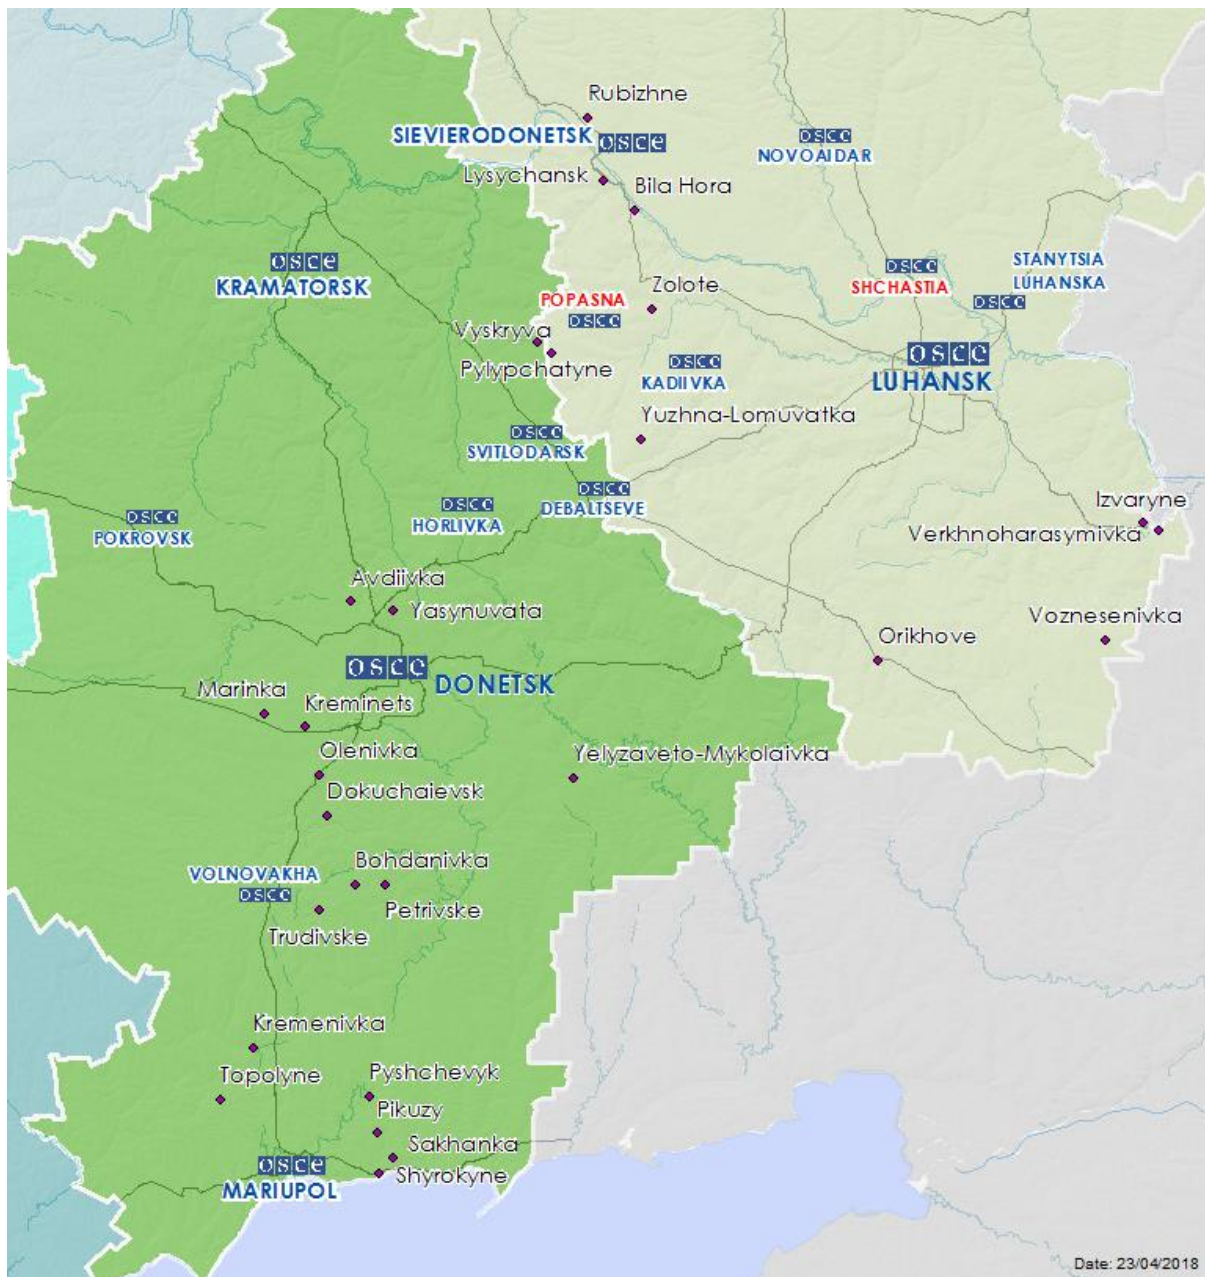 Rubizhne
SIEVIERODONETSK
osce
osce
NOVOAIDAR
Lysychansk
Bila Hora
osce
KRAMATORSK
STANYTSIA
LUHANSKA
osce
osce
SHCHASTIA
POPASNA
osce
Zolote
Vyskryva
Pylypchatyne
osce
KADIIVKA
osce
LUHANSK
Yuzhna-Lomuvatka
osce
SVITLODARSK
osce
DEBALTSEVE
osce
HORLIVKA
osce
POKROVSK
Izvaryne
Verkhnoharasymivka
Avdiivka
Yasynuvata
Voznesenivka
Orikhove
osce
DONETSK
Marinka
Kreminets
Olenivka
Yelyzaveto-Mykolaivka
Dokuchaievsk
VOLNOVAKHA
osce
Bohdanivka
Petrivske
Trudivske
Kremenivka
Topolyne
Pyshchevyk
Pikuzy
Sakhanka
Shyrokyne
osce
MARIUPOL
Date: 23/04/2018